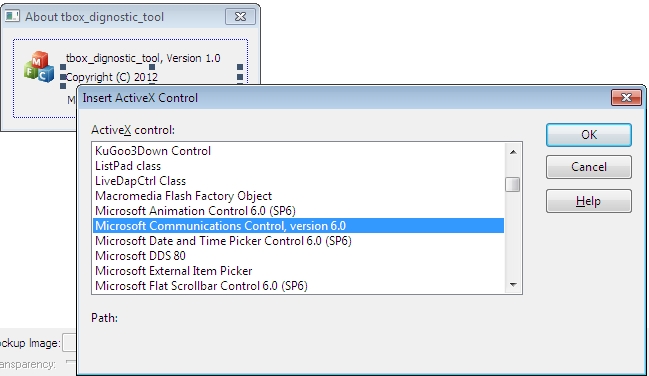 About tbox_dignostic_tool
tbox_dignostic_tool, Version 1.0
Copyright (C) 2012
M
Insert ActiveX Control
ActiveX control:
KuGoo3Down Control
ListPad class
LiveDapCtrl Class
Macromedia Flash Factory Object
Microsoft Animation Control 6.0 (SP6)
Microsoft Communications Control, version 6.0
Microsoft Date and Time Picker Control 6.0 (SP6)
Microsoft DDS 80
Microsoft External Item Picker
Microsoft Flat Scrollbar Control 6.0 (SP6)
OK
Cancel
Help
Path:
ockup Image:
ansparency: